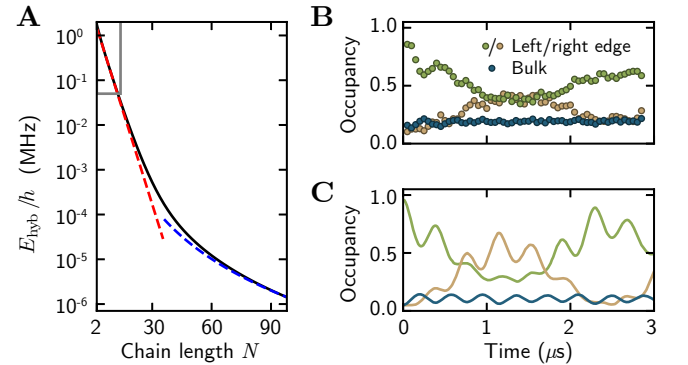 A
E_hyb/h (MHz)
10^0
10^-1
10^-2
10^-3
10^-4
10^-5
10^-6
2 30 60 90
Chain length N
B
Occupancy
1.0
0.5
0.0
/ Left/right edge
Bulk
C
Occupancy
1.0
0.5
0.0
0 1 2 3
Time (μs)